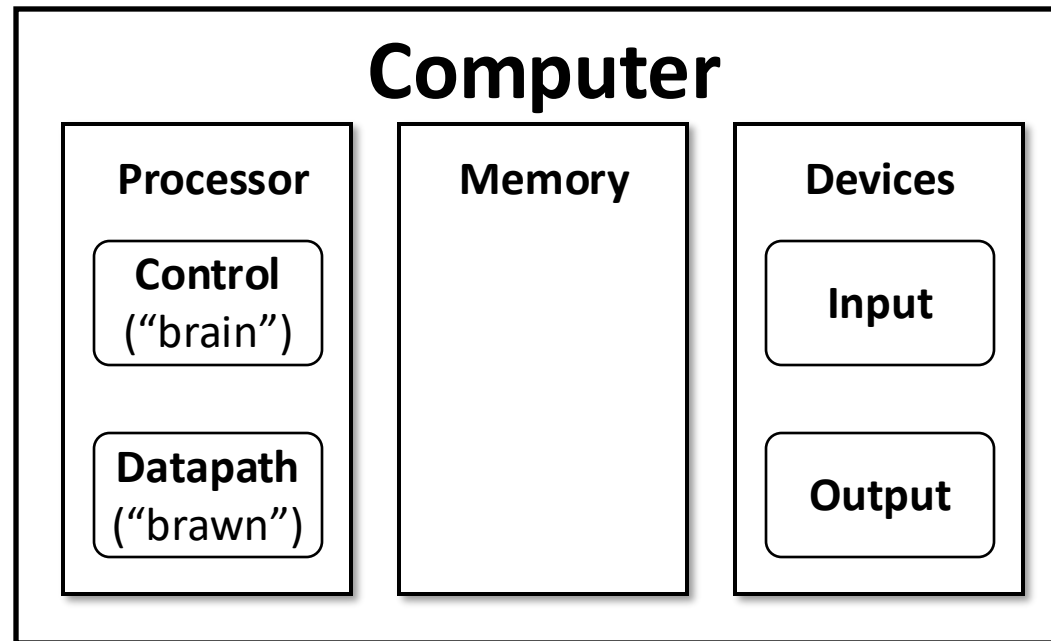 Computer
Processor
Control
(“brain”)
Datapath
(“brawn”)
Memory
Devices
Input
Output